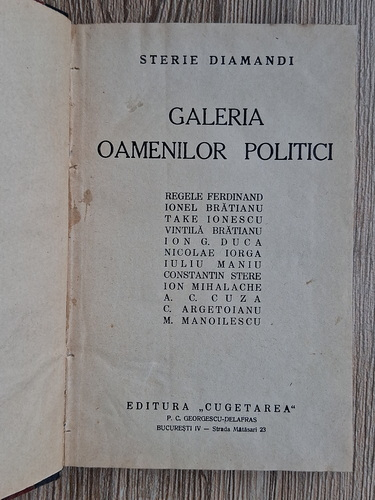 STERIE DIAMANDI
GALERIA
OAMENILOR POLITICI
REGELE FERDINAND
IONEL BRĂTIANU
TAKE IONESCU
VINTILĂ BRĂTIANU
ION G. DUCA
NICOLAE IORGA
IULIU MANIU
CONSTANTIN STERE
ION MIHALACHE
A. C. CUZA
C. ARGETOIANU
M. MANOILESCU
EDITURA „CUGETAREA“
P. C. GEORGESCU-DELAFRAS
BUCUREȘTI IV — Strada Mătăsari 23